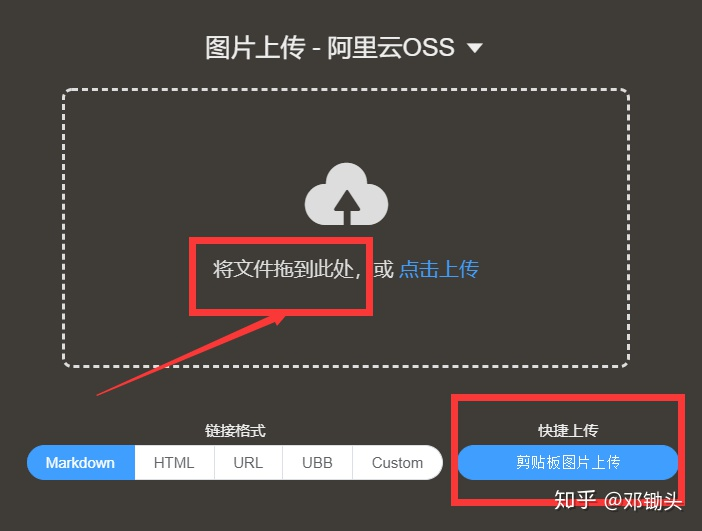 图片上传 - 阿里云OSS
将文件拖到此处，或 点击上传
链接格式
快捷上传
Markdown HTML URL UBB Custom
剪贴板图片上传
知乎 @邓锄头